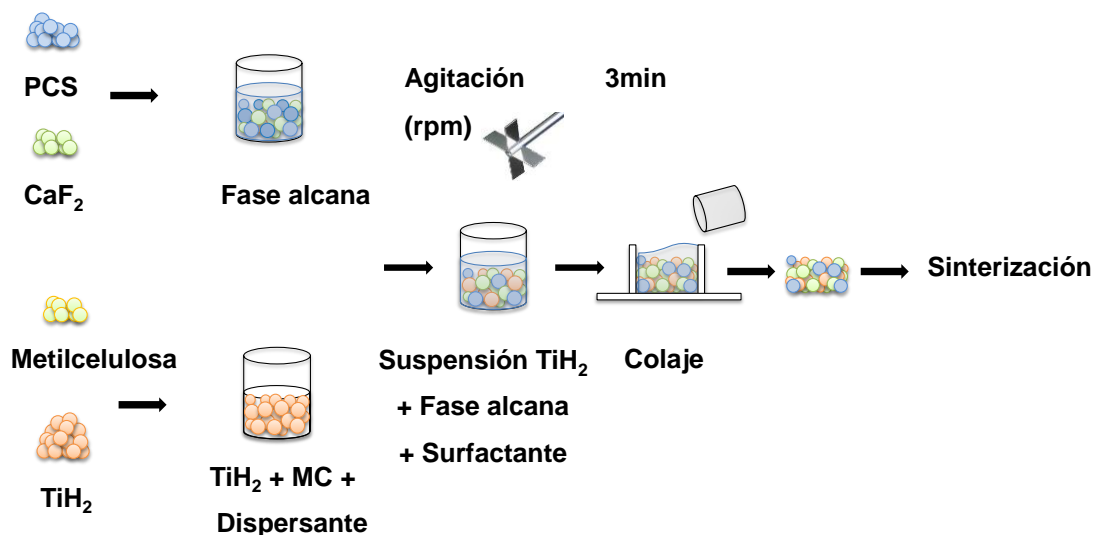 PCS
CaF₂
Fase alcana
Agitación 3min
(rpm)
Metilcelulosa
TiH₂
TiH₂ + MC +
Dispersante
Suspensión TiH₂
+ Fase alcana
+ Surfactante
Colaje
Sinterización